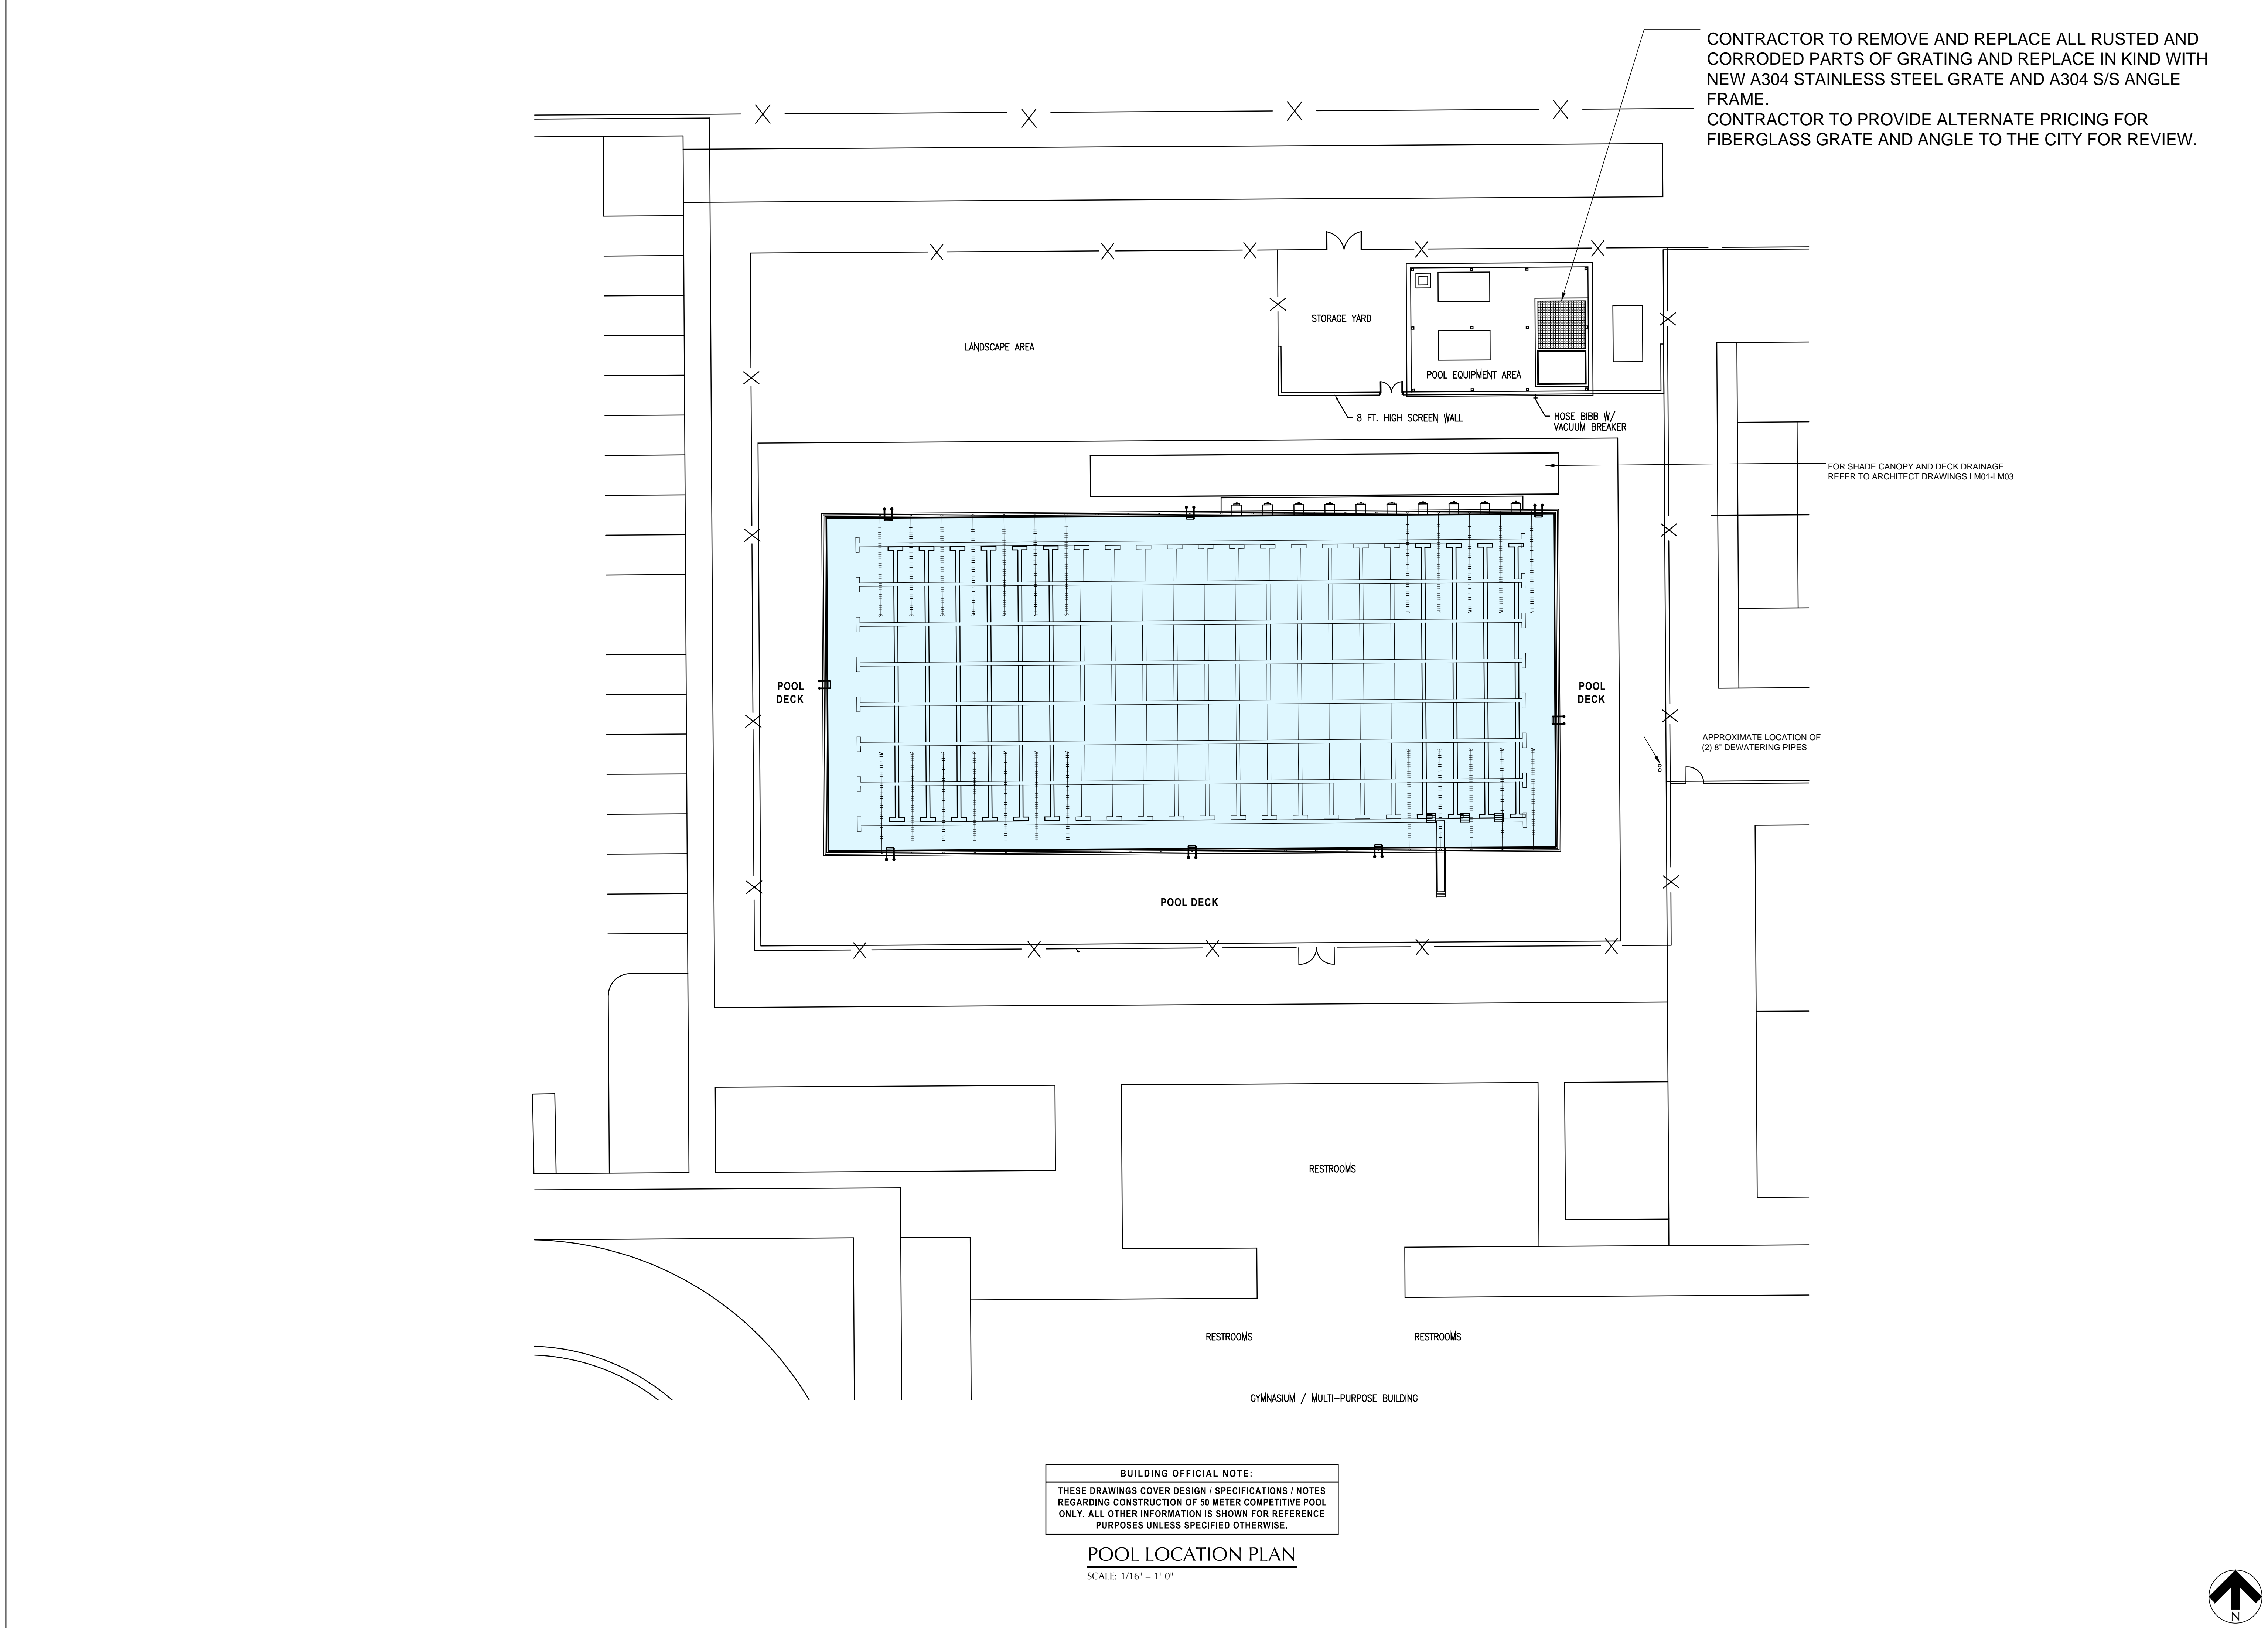 CONTRACTOR TO REMOVE AND REPLACE ALL RUSTED AND
CORRODED PARTS OF GRATING AND REPLACE IN KIND WITH
NEW A304 STAINLESS STEEL GRATE AND A304 S/S ANGLE
FRAME.
CONTRACTOR TO PROVIDE ALTERNATE PRICING FOR
FIBERGLASS GRATE AND ANGLE TO THE CITY FOR REVIEW.
STORAGE YARD
LANDSCAPE AREA
POOL EQUIPMENT AREA
8 FT. HIGH SCREEN WALL
HOSE BIBB W/
VACUUM BREAKER
FOR SHADE CANOPY AND DECK DRAINAGE
REFER TO ARCHITECT DRAWINGS LM01-LM03
POOL
DECK
POOL
DECK
APPROXIMATE LOCATION OF
(2) 8" DEWATERING PIPES
POOL DECK
RESTROOMS
RESTROOMS
RESTROOMS
GYMNASIUM / MULTI-PURPOSE BUILDING
BUILDING OFFICIAL NOTE:
THESE DRAWINGS COVER DESIGN / SPECIFICATIONS / NOTES
REGARDING CONSTRUCTION OF 50 METER COMPETITIVE POOL
ONLY. ALL OTHER INFORMATION IS SHOWN FOR REFERENCE
PURPOSES UNLESS SPECIFIED OTHERWISE.
POOL LOCATION PLAN
SCALE: 1/16" = 1'-0"
N